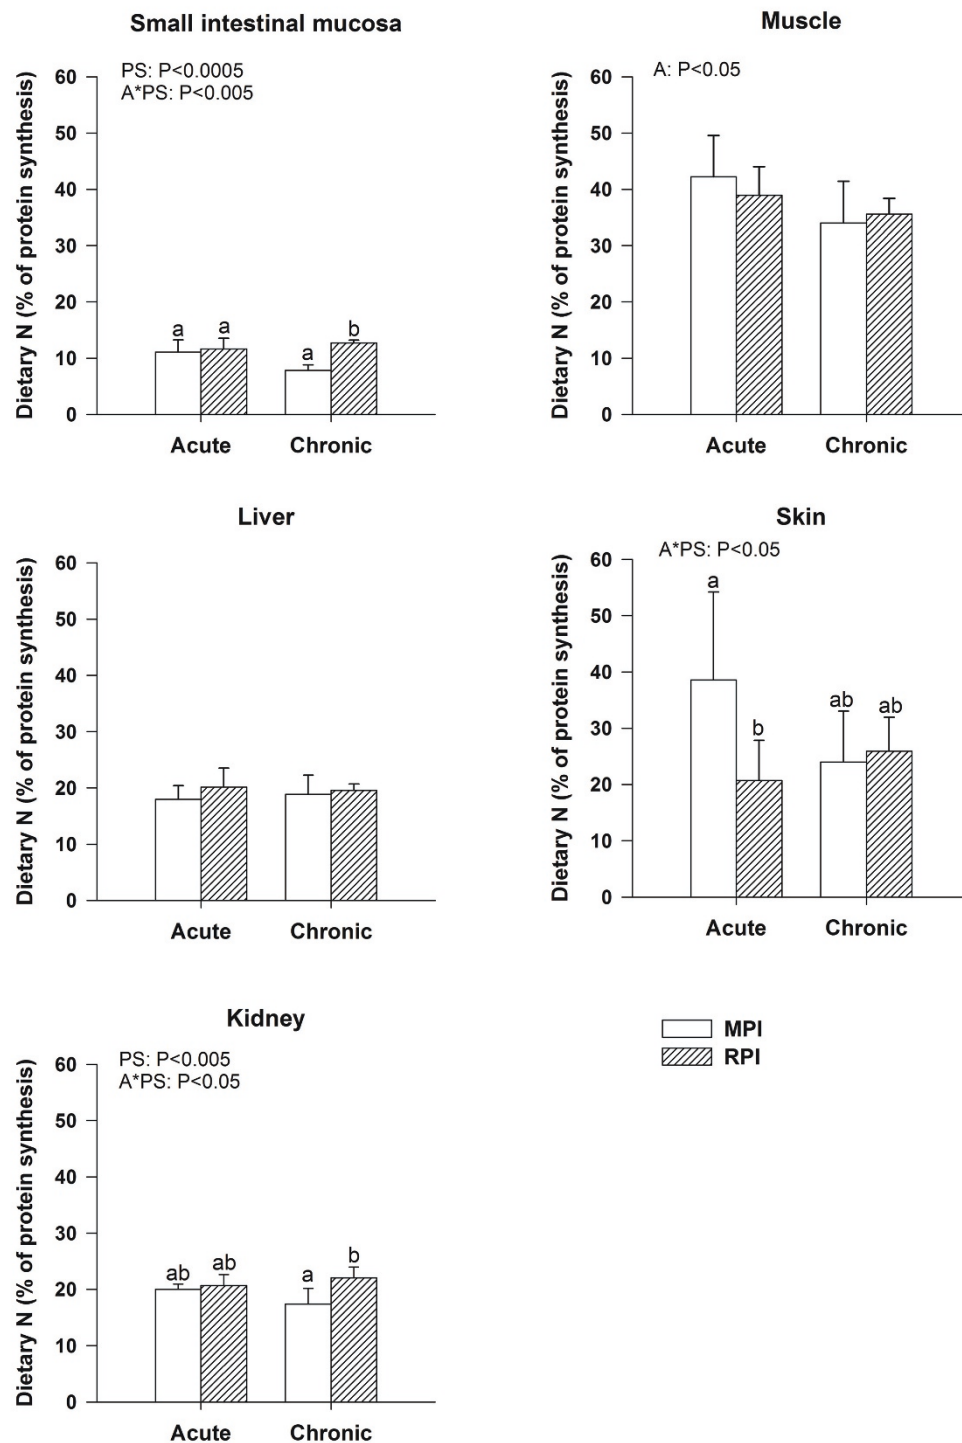 Small intestinal mucosa
PS: P<0.0005
A*PS: P<0.005
Dietary N (% of protein synthesis)
60
50
40
30
20
10
0
a
a
a
b
Acute
Chronic
Muscle
A: P<0.05
Dietary N (% of protein synthesis)
60
50
40
30
20
10
0
Acute
Chronic
Liver
Dietary N (% of protein synthesis)
60
50
40
30
20
10
0
Acute
Chronic
Skin
A*PS: P<0.05
Dietary N (% of protein synthesis)
60
50
40
30
20
10
0
a
b
ab
ab
Acute
Chronic
Kidney
PS: P<0.005
A*PS: P<0.05
Dietary N (% of protein synthesis)
60
50
40
30
20
10
0
ab
ab
a
b
Acute
Chronic
MPI
RPI